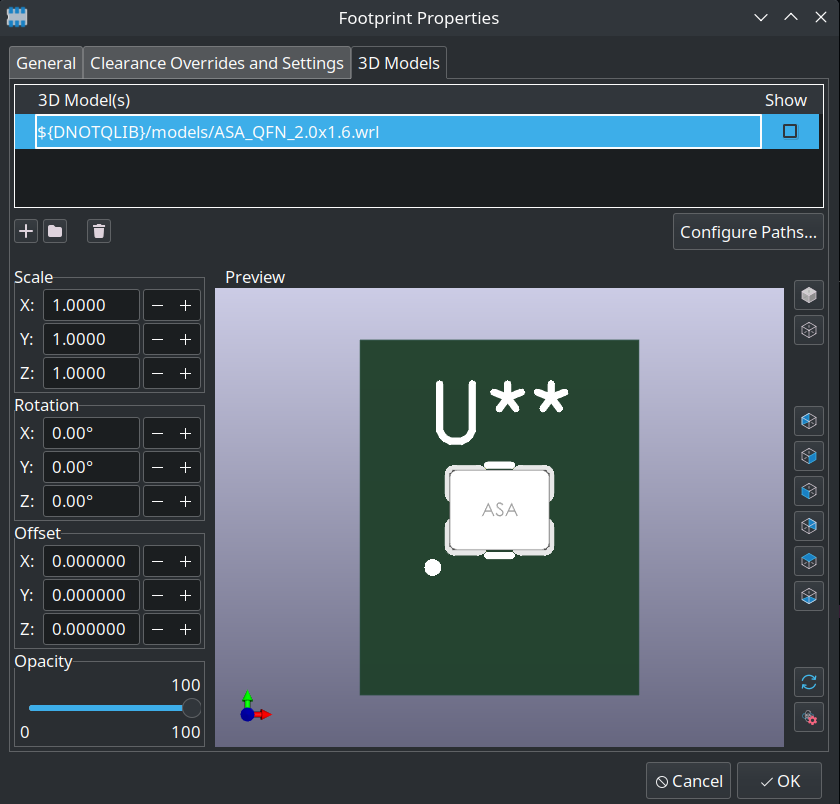 Footprint Properties
General Clearance Overrides and Settings 3D Models
3D Model(s) Show
${DNOTQLIB}/models/ASA_QFN_2.0x1.6.wrl
Configure Paths...
Scale
X: 1.0000 − +
Y: 1.0000 − +
Z: 1.0000 − +
Rotation
X: 0.00° − +
Y: 0.00° − +
Z: 0.00° − +
Offset
X: 0.000000 − +
Y: 0.000000 − +
Z: 0.000000 − +
Opacity
100
0 100
Preview
U**
ASA
Cancel OK